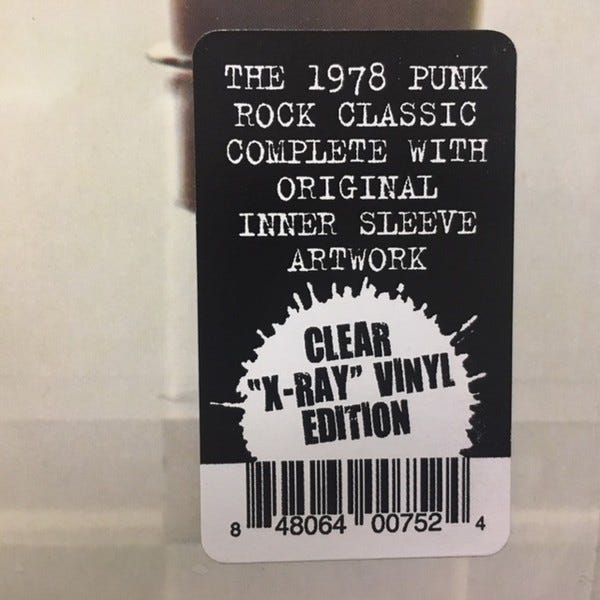 THE 1978 PUNK
ROCK CLASSIC
COMPLETE WITH
ORIGINAL
INNER SLEEVE
ARTWORK
CLEAR
"X-RAY" VINYL
EDITION
8 48064 00752 4